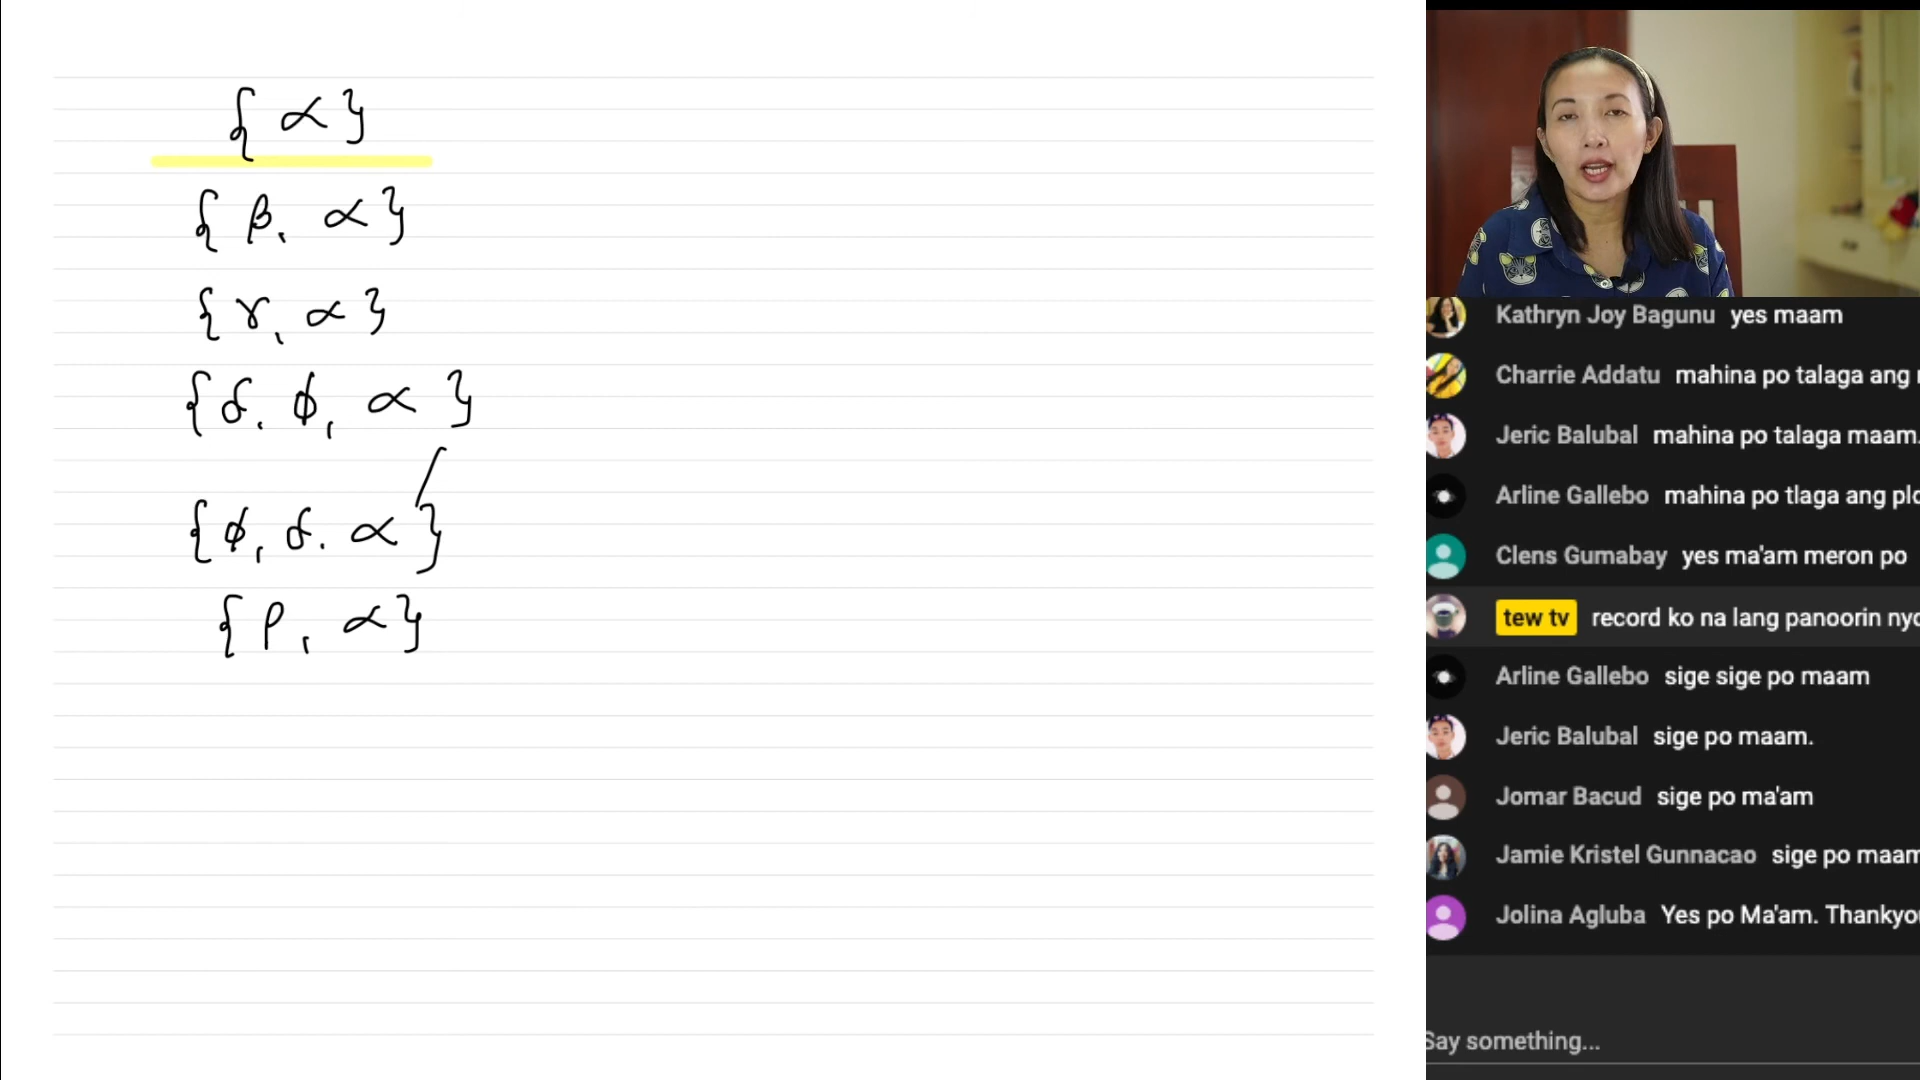 { α }
{ β, α }
{ γ, α }
{ δ, ϕ, α }
{ ϕ, δ, α }
{ ρ, α }
Kathryn Joy Bagunu yes maam
Charrie Addatu mahina po talaga ang
Jeric Balubal mahina po talaga maam.
Arline Gallebo mahina po tlaga ang
Clens Gumabay yes ma'am meron po
tew tv record ko na lang panoorin
Arline Gallebo sige sige po maam
Jeric Balubal sige po maam.
Jomar Bacud sige po ma'am
Jamie Kristel Gunnacao sige po maam
Jolina Agluba Yes po Ma'am. Thankyo
Say something...